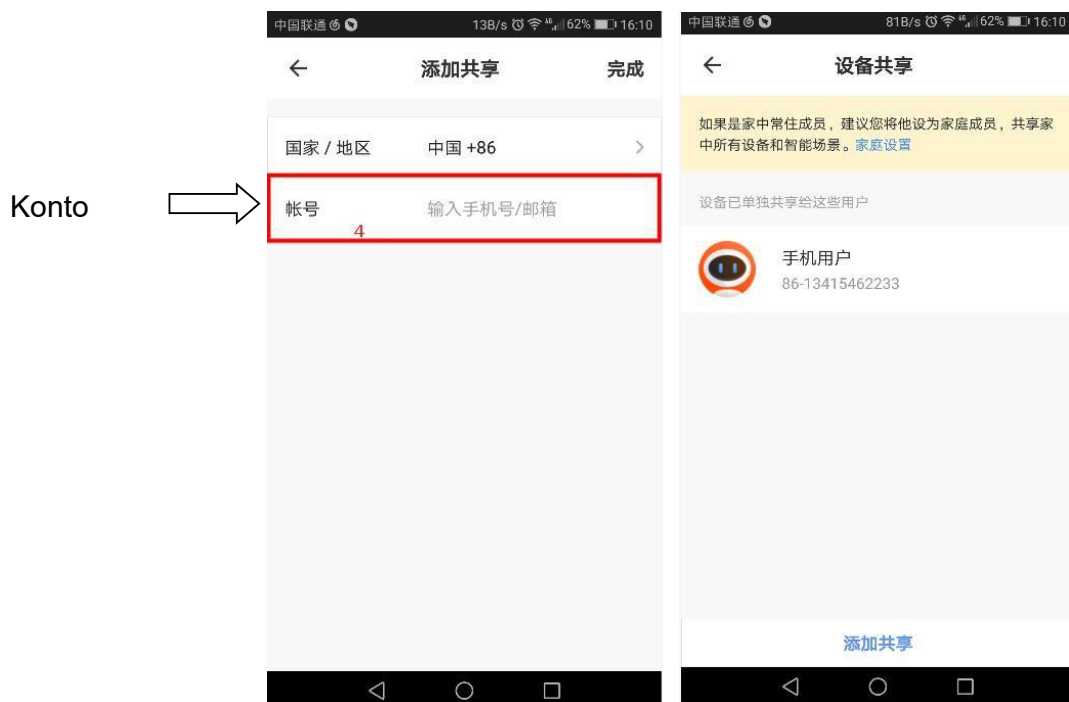 Konto
中国联通 13B/s 46 62% 16:10
添加共享 完成
国家 / 地区 中国 +86
帐号 输入手机号/邮箱
4
中国联通 81B/s 46 62% 16:10
设备共享
如果是家中常住成员，建议您将他设为家庭成员，共享家
中所有设备和智能场景。家庭设置
设备已单独共享给这些用户
手机用户
86-13415462233
添加共享